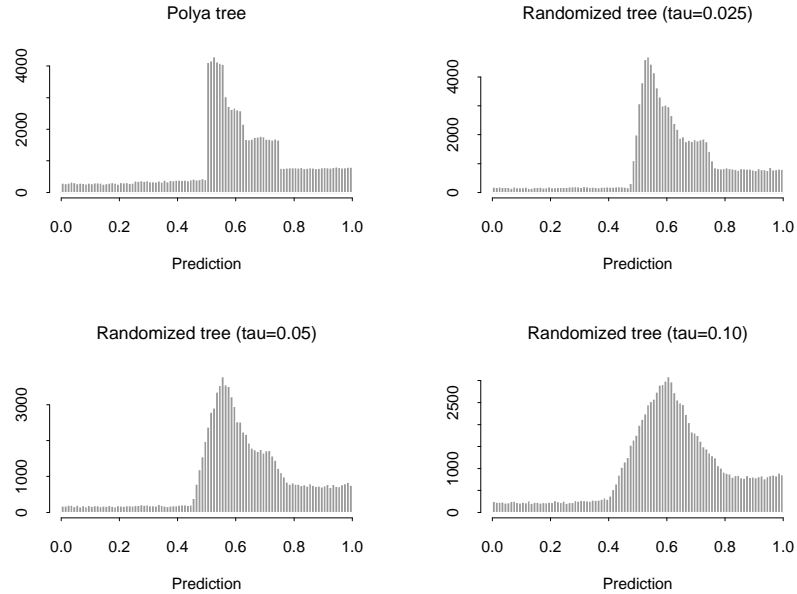 Polya tree
4000
2000
0
0.0 0.2 0.4 0.6 0.8 1.0
Prediction
Randomized tree (tau=0.025)
4000
2000
0
0.0 0.2 0.4 0.6 0.8 1.0
Prediction
Randomized tree (tau=0.05)
3000
1000
0
0.0 0.2 0.4 0.6 0.8 1.0
Prediction
Randomized tree (tau=0.10)
2500
1000
0
0.0 0.2 0.4 0.6 0.8 1.0
Prediction